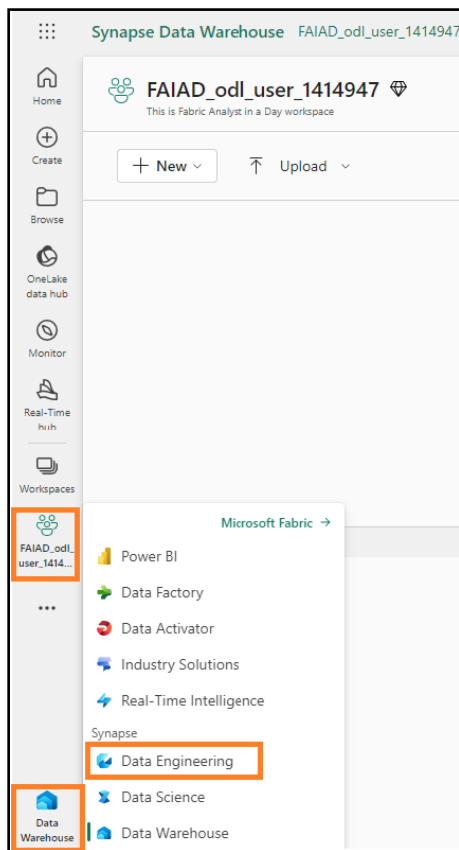 Synapse Data Warehouse FAIAD_odl_user_1414947
Home
FAIAD_odl_user_1414947
This is Fabric Analyst in a Day workspace
Create
New
Upload
Browse
OneLake
data hub
Monitor
Real-Time
hub
Workspaces
FAIAD_odl_
user_1414...
Microsoft Fabric →
Power BI
Data Factory
Data Activator
Industry Solutions
Real-Time Intelligence
Synapse
Data Engineering
Data Science
Data Warehouse
Data
Warehouse